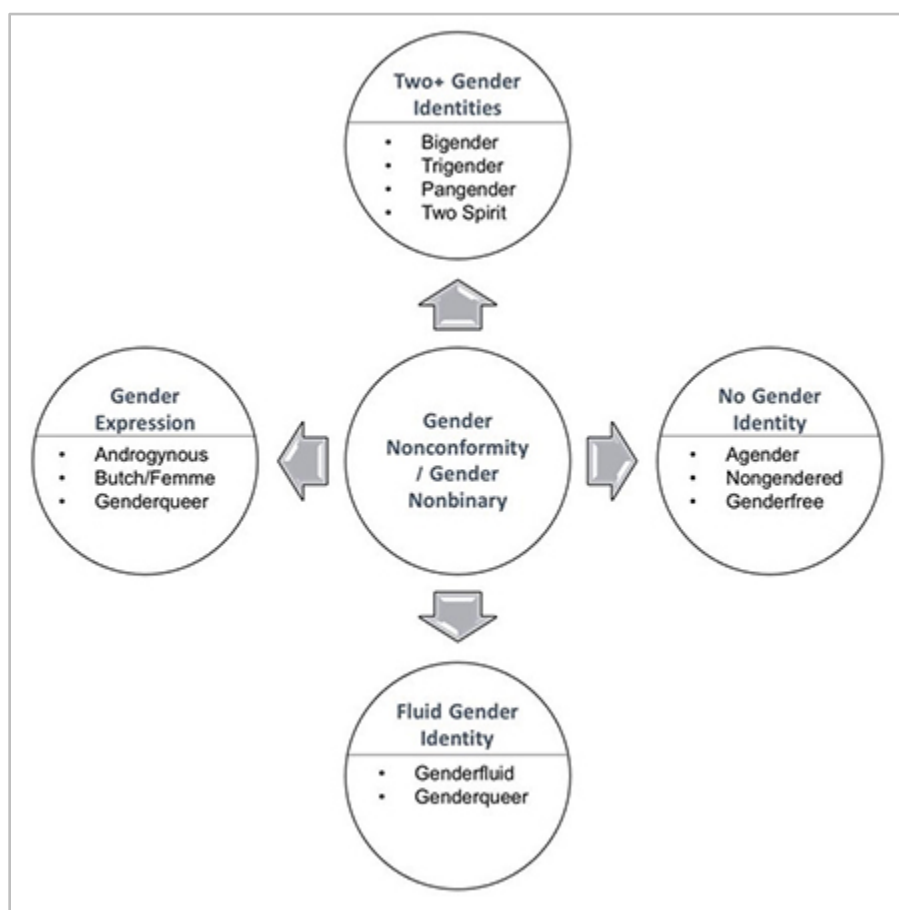 Two+ Gender
Identities
• Bigender
• Trigender
• Pangender
• Two Spirit
Gender
Expression
• Androgynous
• Butch/Femme
• Genderqueer
Gender
Nonconformity
/ Gender
Nonbinary
No Gender
Identity
• Agender
• Nongendered
• Genderfree
Fluid Gender
Identity
• Genderfluid
• Genderqueer